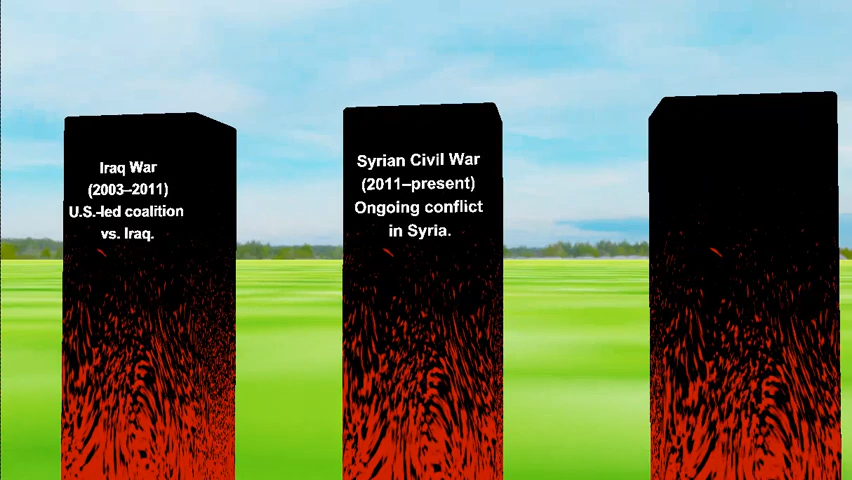 Iraq War
(2003–2011)
U.S.-led coalition
vs. Iraq.
Syrian Civil War
(2011–present)
Ongoing conflict
in Syria.